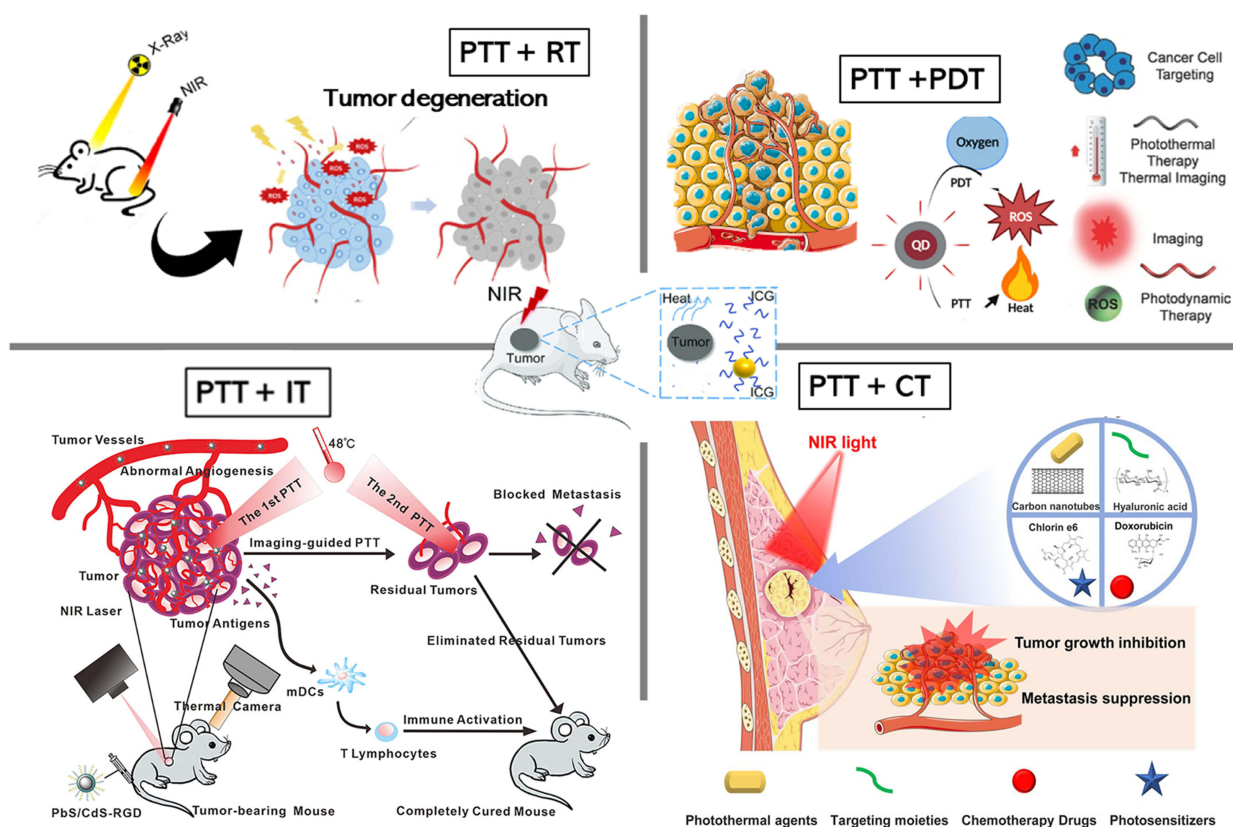 PTT + RT
X-Ray
NIR
Tumor degeneration
ROS
ROS
ROS
ROS
PTT +PDT
Oxygen
PDT
QD
ROS
PTT
Heat
Cancer Cell
Targeting
Photothermal
Therapy
Thermal Imaging
Imaging
ROS
Photodynamic
Therapy
NIR
Tumor
Heat
ICG
Tumor
ICG
PTT + IT
Tumor Vessels
48℃
Abnormal Angiogenesis
The 1st PTT
The 2nd PTT
Blocked Metastasis
Imaging-guided PTT
Tumor
Residual Tumors
NIR Laser
Tumor Antigens
Eliminated Residual Tumors
mDCs
Thermal Camera
Immune Activation
T Lymphocytes
PbS/CdS-RGD
Tumor-bearing Mouse
Completely Cured Mouse
PTT + CT
NIR light
Carbon nanotubes
Hyaluronic acid
Chlorin e6
Doxorubicin
Tumor growth inhibition
Metastasis suppression
Photothermal agents
Targeting moieties
Chemotherapy Drugs
Photosensitizers